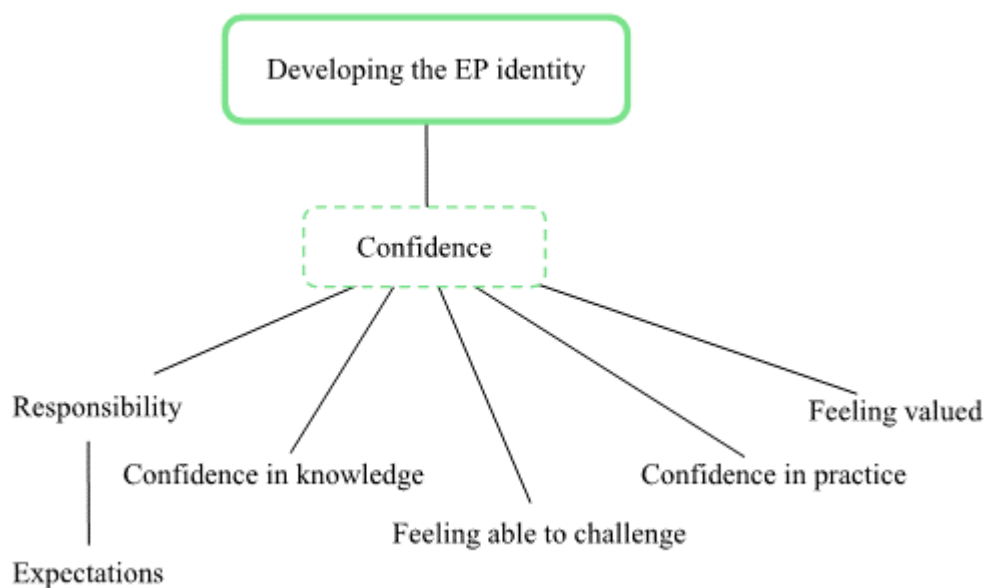 Developing the EP identity
Confidence
Responsibility
Feeling valued
Confidence in knowledge
Confidence in practice
Feeling able to challenge
Expectations